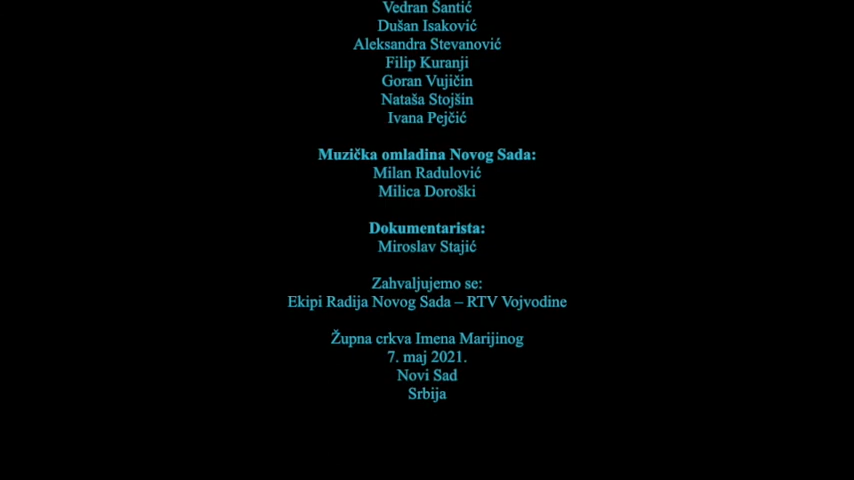 Vedran Šantić
Dušan Isaković
Aleksandra Stevanović
Filip Kuranji
Goran Vujičin
Nataša Stojšin
Ivana Pejčić
Muzička omladina Novog Sada:
Milan Radulović
Milica Doroški
Dokumentarista:
Miroslav Stajić
Zahvaljujemo se:
Ekipi Radija Novog Sada – RTV Vojvodine
Župna crkva Imena Marijinog
7. maj 2021.
Novi Sad
Srbija